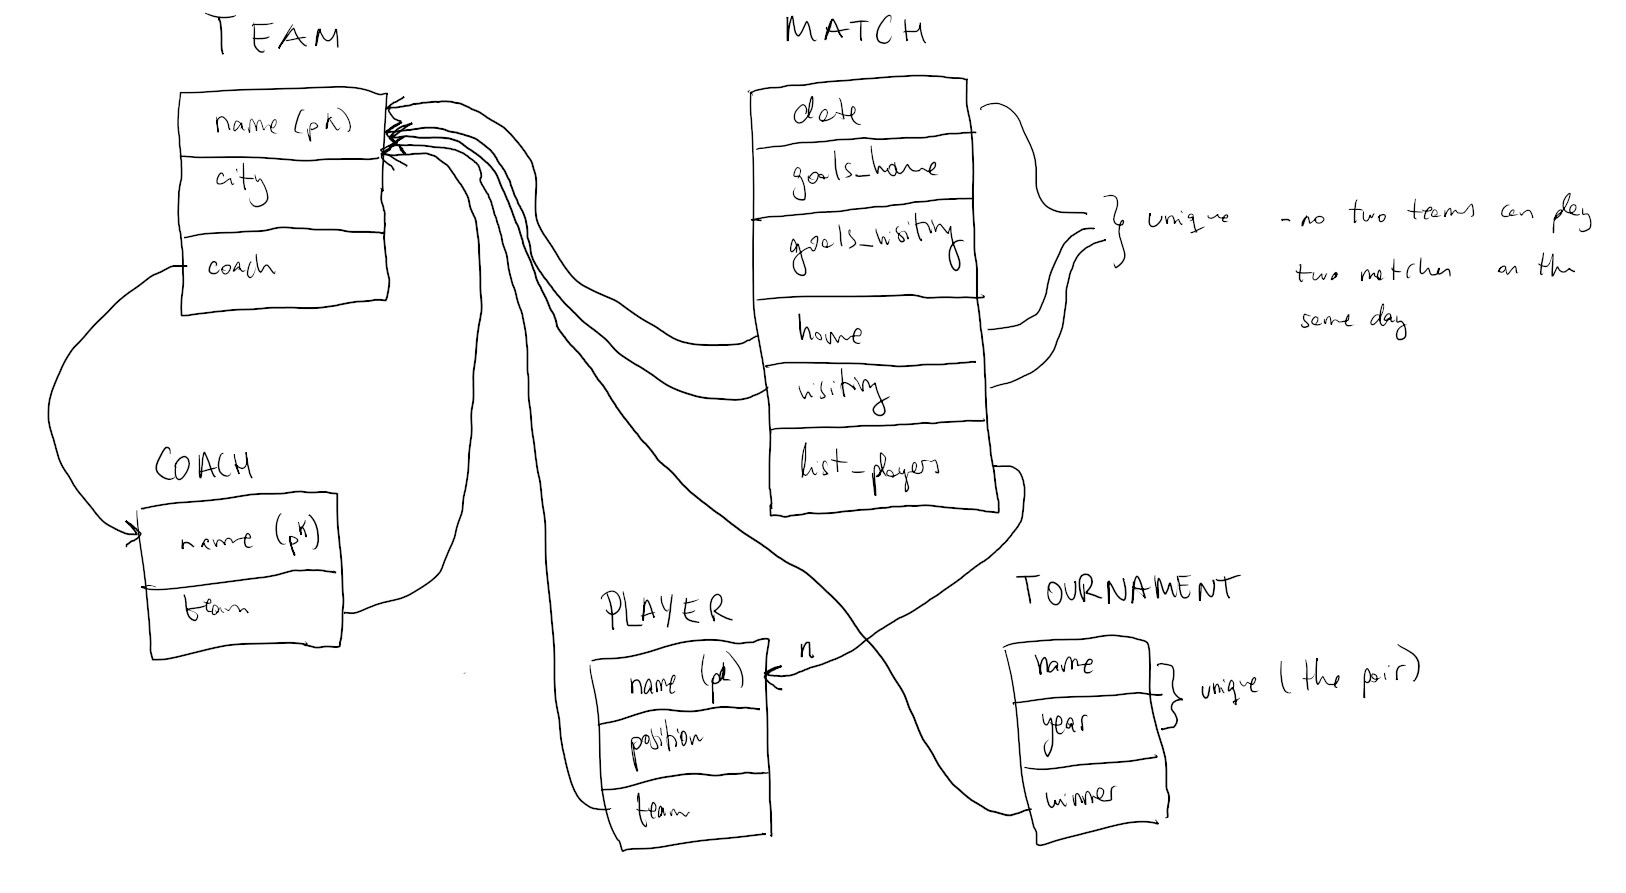 TEAM
name (pk)
city
coach
MATCH
date
goals_home
goals_visiting
home
visiting
list_players
} unique - no two teams can play
two matches on the
same day
COACH
name (pk)
team
PLAYER
name (pk)
position
team
n
TOURNAMENT
name
year
winner
} unique (the pair)